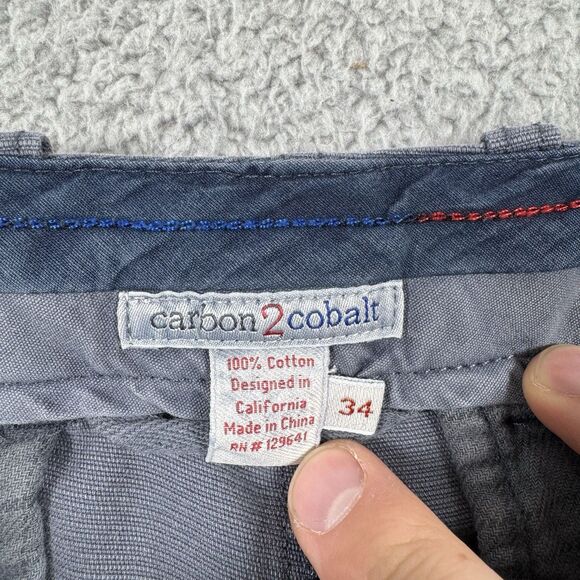 carbon2cobalt
100% Cotton
Designed in
California
Made in China
RN# 129641
34